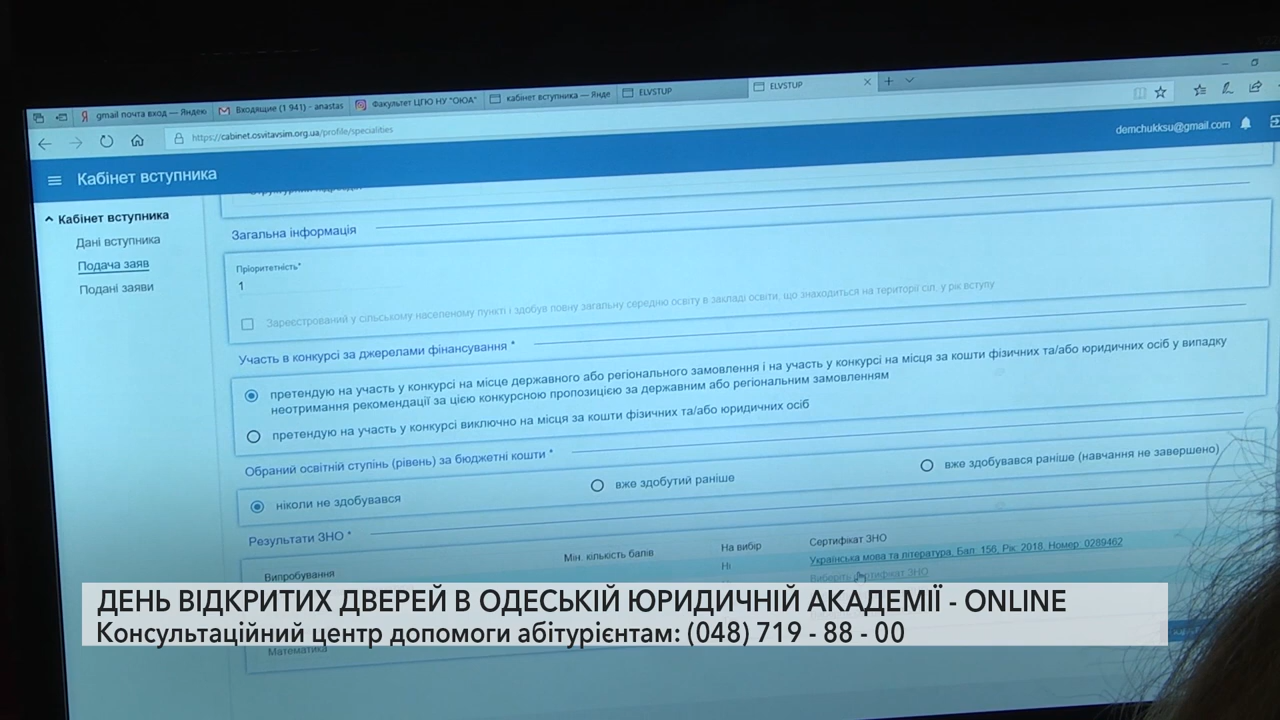 gmail почта вход — Яндекс
Входящие (1 941) - anastas
Факультет ЦГЮ НУ "ОЮА"
кабінет вступника — Янде
ELVSTUP
ELVSTUP
https://cabinet.osvitavsim.org.ua/profile/specialities
demchukksu@gmail.com
Кабінет вступника
Кабінет вступника
Дані вступника
Подача заяв
Подані заяви
Загальна інформація
Пріоритетність*
1
Зареєстрований у сільському населеному пункті і здобув повну загальну середню освіту в закладі освіти, що знаходиться на території сіл, у рік вступу
Участь в конкурсі за джерелами фінансування *
претендую на участь у конкурсі на місце державного або регіонального замовлення і на участь у конкурсі на місця за кошти фізичних та/або юридичних осіб у випадку
неотримання рекомендації за цією конкурсною пропозицією за державним або регіональним замовленням
претендую на участь у конкурсі виключно на місця за кошти фізичних та/або юридичних осіб
Обраний освітній ступінь (рівень) за бюджетні кошти *
ніколи не здобувався
вже здобутий раніше
вже здобувався раніше (навчання не завершено)
Результати ЗНО *
Випробування
Мін. кількість балів
На вибір
Сертифікат ЗНО
Ні
Українська мова та література, Бал: 156, Рік: 2018, Номер: 0289462
Виберіть сертифікат ЗНО
ДЕНЬ ВІДКРИТИХ ДВЕРЕЙ В ОДЕСЬКІЙ ЮРИДИЧНІЙ АКАДЕМІЇ - ONLINE
Консультаційний центр допомоги абітурієнтам: (048) 719 - 88 - 00
Математика